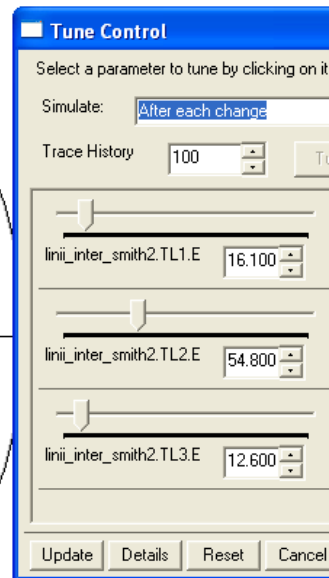 Tune Control
Select a parameter to tune by clicking on it
Simulate: After each change
Trace History 100
linii_inter_smith2.TL1.E 16.100
linii_inter_smith2.TL2.E 54.800
linii_inter_smith2.TL3.E 12.600
Update Details Reset Cancel